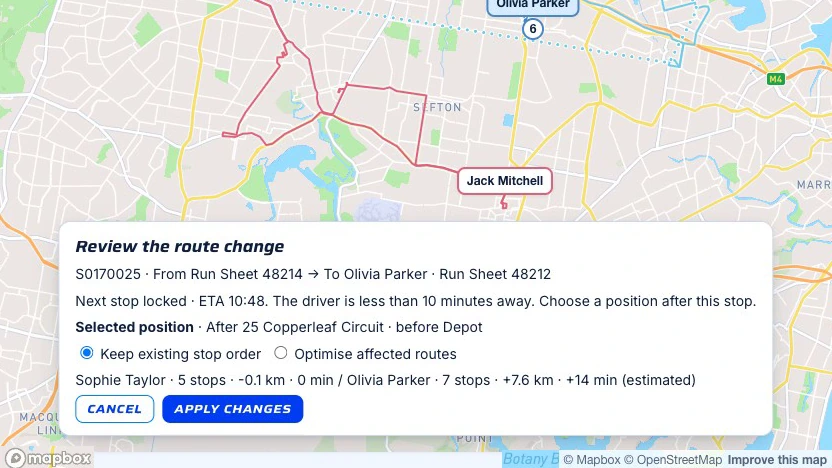 Olivia Parker
6
M4
SEFTON
Jack Mitchell
MARR
Review the route change
S0170025 · From Run Sheet 48214 → To Olivia Parker · Run Sheet 48212
Next stop locked · ETA 10:48. The driver is less than 10 minutes away. Choose a position after this stop.
Selected position · After 25 Copperleaf Circuit · before Depot
Keep existing stop order Optimise affected routes
Sophie Taylor · 5 stops · -0.1 km · 0 min / Olivia Parker · 7 stops · +7.6 km · +14 min (estimated)
CANCEL APPLY CHANGES
MACQU
LIN
POINT
mapbox
Botany B
© Mapbox © OpenStreetMap Improve this map